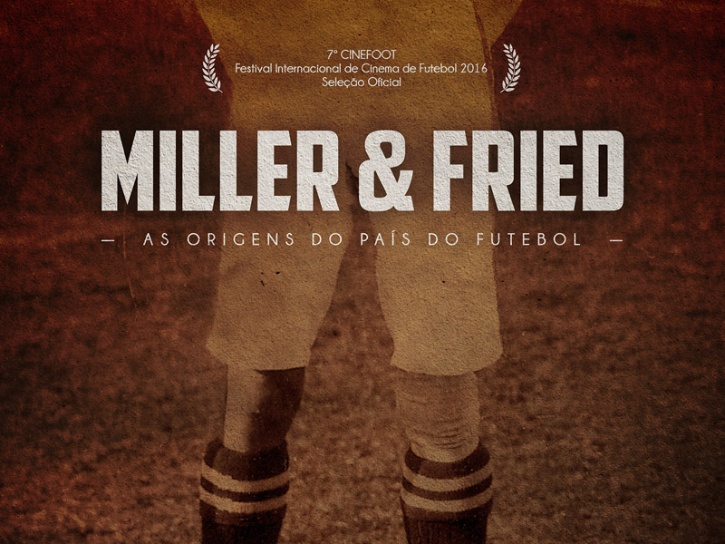 7º CINEFOOT
Festival Internacional de Cinema de Futebol 2016
Seleção Oficial
MILLER & FRIED
— AS ORIGENS DO PAÍS DO FUTEBOL —